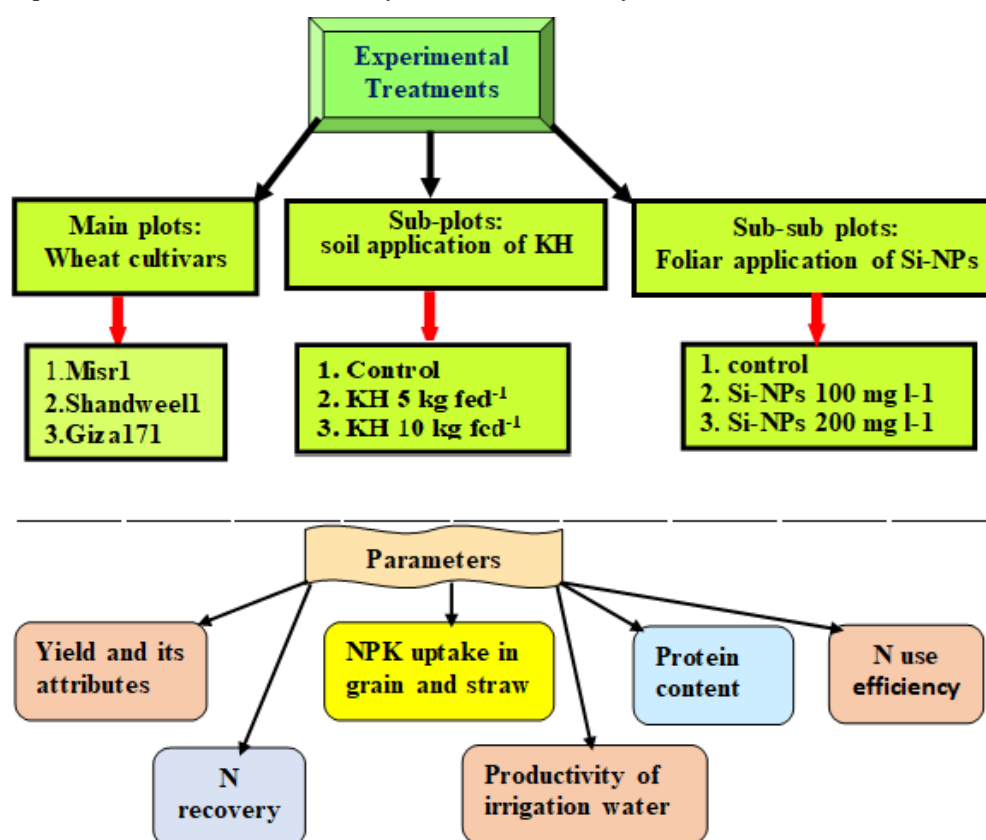 Experimental
Treatments
Main plots:
Wheat cultivars
Sub-plots:
soil application of KH
Sub-sub plots:
Foliar application of Si-NPs
1.Misr1
2.Shandweel1
3.Giza171
1. Control
2. KH 5 kg fed⁻¹
3. KH 10 kg fed⁻¹
1. control
2. Si-NPs 100 mg l-1
3. Si-NPs 200 mg l-1
Parameters
Yield and its
attributes
NPK uptake in
grain and straw
Protein
content
N use
efficiency
N
recovery
Productivity of
irrigation water